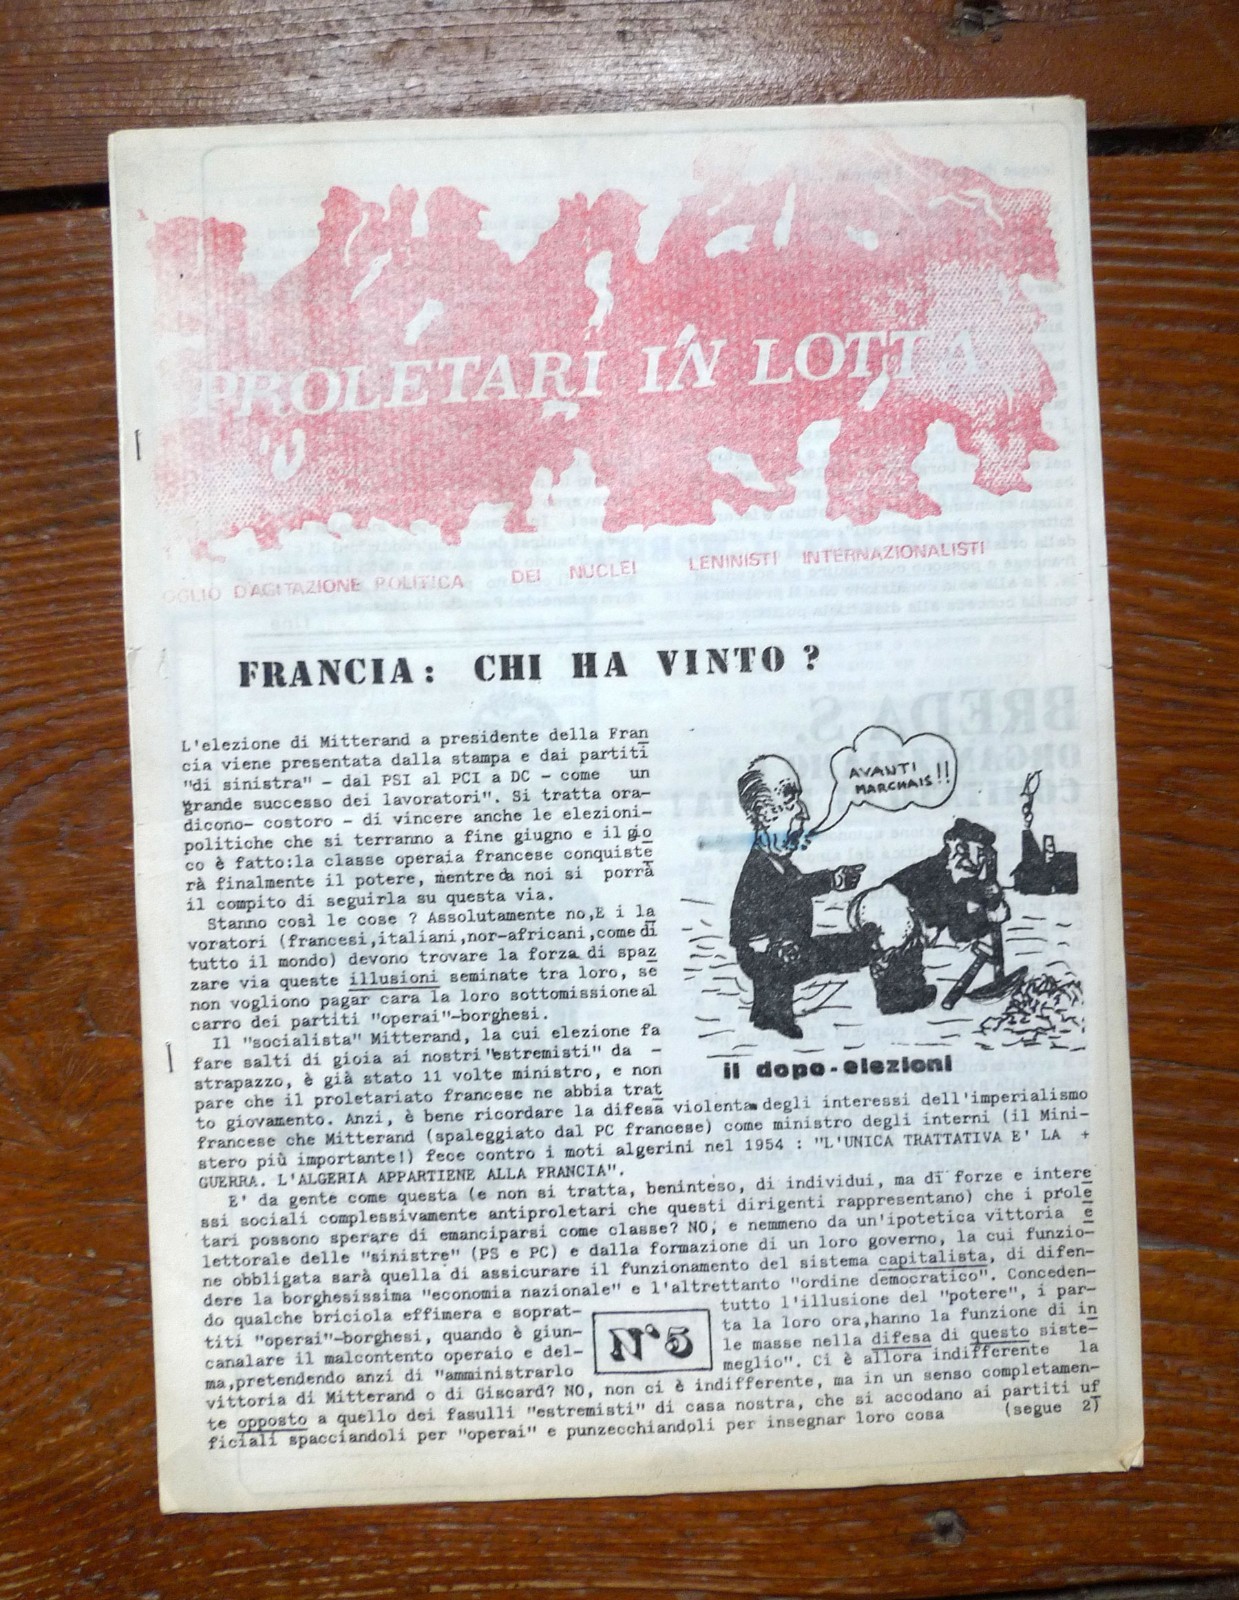 PROLETARI IN LOTTA
OGLIO D'AGITAZIONE POLITICA DEI NUCLEI LENINISTI INTERNAZIONALISTI
FRANCIA: CHI HA VINTO ?
L'elezione di Mitterand a presidente della Fran
cia viene presentata dalla stampa e dai partiti
"di sinistra" - dal PSI al PCI a DC - come un
grande successo dei lavoratori". Si tratta ora-
dicono- costoro - di vincere anche le elezioni-
politiche che si terranno a fine giugno e il gio
co è fatto:la classe operaia francese conquiste
rà finalmente il potere, mentre da noi si porrà
il compito di seguirla su questa via.
Stanno così le cose ? Assolutamente no,E i la
voratori (francesi,italiani,nor-africani,come di
tutto il mondo) devono trovare la forza di spaz
zare via queste illusioni seminate tra loro, se
non vogliono pagar cara la loro sottomissione al
carro dei partiti "operai"-borghesi.
Il "socialista" Mitterand, la cui elezione fa
fare salti di gioia ai nostri "estremisti" da -
strapazzo, è già stato 11 volte ministro, e non
pare che il proletariato francese ne abbia trat
AVANTI
MARCHAIS!!
il dopo-elezioni
to giovamento. Anzi, è bene ricordare la difesa violenta degli interessi dell'imperialismo
francese che Mitterand (spaleggiato dal PC francese) come ministro degli interni (il Mini-
stero più importante!) fece contro i moti algerini nel 1954 : "L'UNICA TRATTATIVA E' LA +
GUERRA. L'ALGERIA APPARTIENE ALLA FRANCIA".
E' da gente come questa (e non si tratta, beninteso, di individui, ma di forze e intere
ssi sociali complessivamente antiproletari che questi dirigenti rappresentano) che i prole
tari possono sperare di emanciparsi come classe? NO, e nemmeno da un'ipotetica vittoria e
lettorale delle "sinistre" (PS e PC) e dalla formazione di un loro governo, la cui funzio-
ne obbligata sarà quella di assicurare il funzionamento del sistema capitalista, di difen-
dere la borghesissima "economia nazionale" e l'altrettanto "ordine democratico". Conceden-
do qualche briciola effimera e soprat- tutto l'illusione del "potere", i par-
titi "operai"-borghesi, quando è giun- ta la loro ora,hanno la funzione di in
canalare il malcontento operaio e del- le masse nella difesa di questo siste-
ma,pretendendo anzi di "amministrarlo meglio". Ci è allora indifferente la
N°5
vittoria di Mitterand o di Giscard? NO, non ci è indifferente, ma in un senso completamen-
te opposto a quello dei fasulli "estremisti" di casa nostra, che si accodano ai partiti uf
ficiali spacciandoli per "operai" e punzecchiandoli per insegnar loro cosa (segue 2)